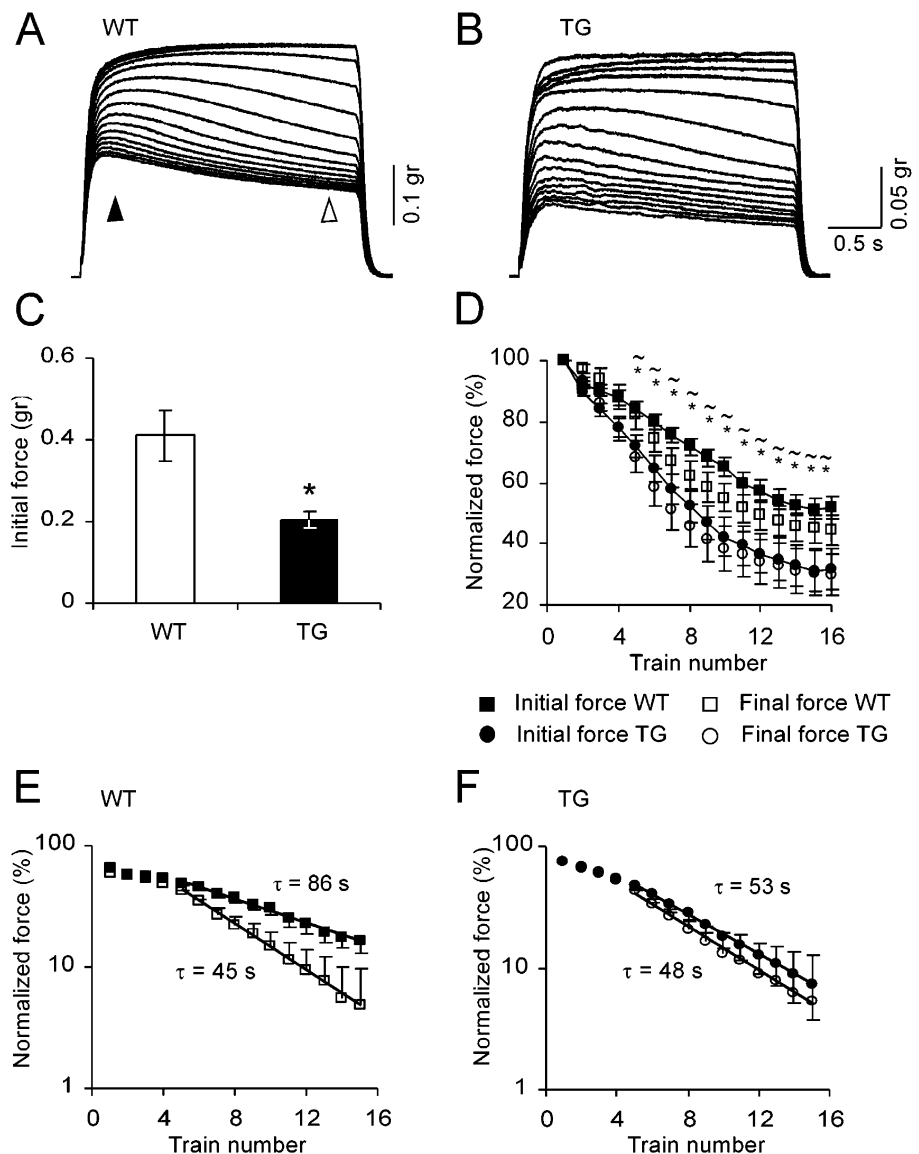 A WT
B TG
0.1 gr
0.05 gr
0.5 s
C
Initial force (gr)
0.6
0.4
0.2
0
*
WT TG
D
Normalized force (%)
100
80
60
40
20
~ ~ ~ ~ ~ ~ ~ ~ ~ ~ ~ ~
* * * * * * * * * * * *
0 4 8 12 16
Train number
Initial force WT Final force WT
Initial force TG Final force TG
E WT
Normalized force (%)
100
10
1
τ = 86 s
τ = 45 s
0 4 8 12 16
Train number
F TG
Normalized force (%)
100
10
1
τ = 53 s
τ = 48 s
0 4 8 12 16
Train number